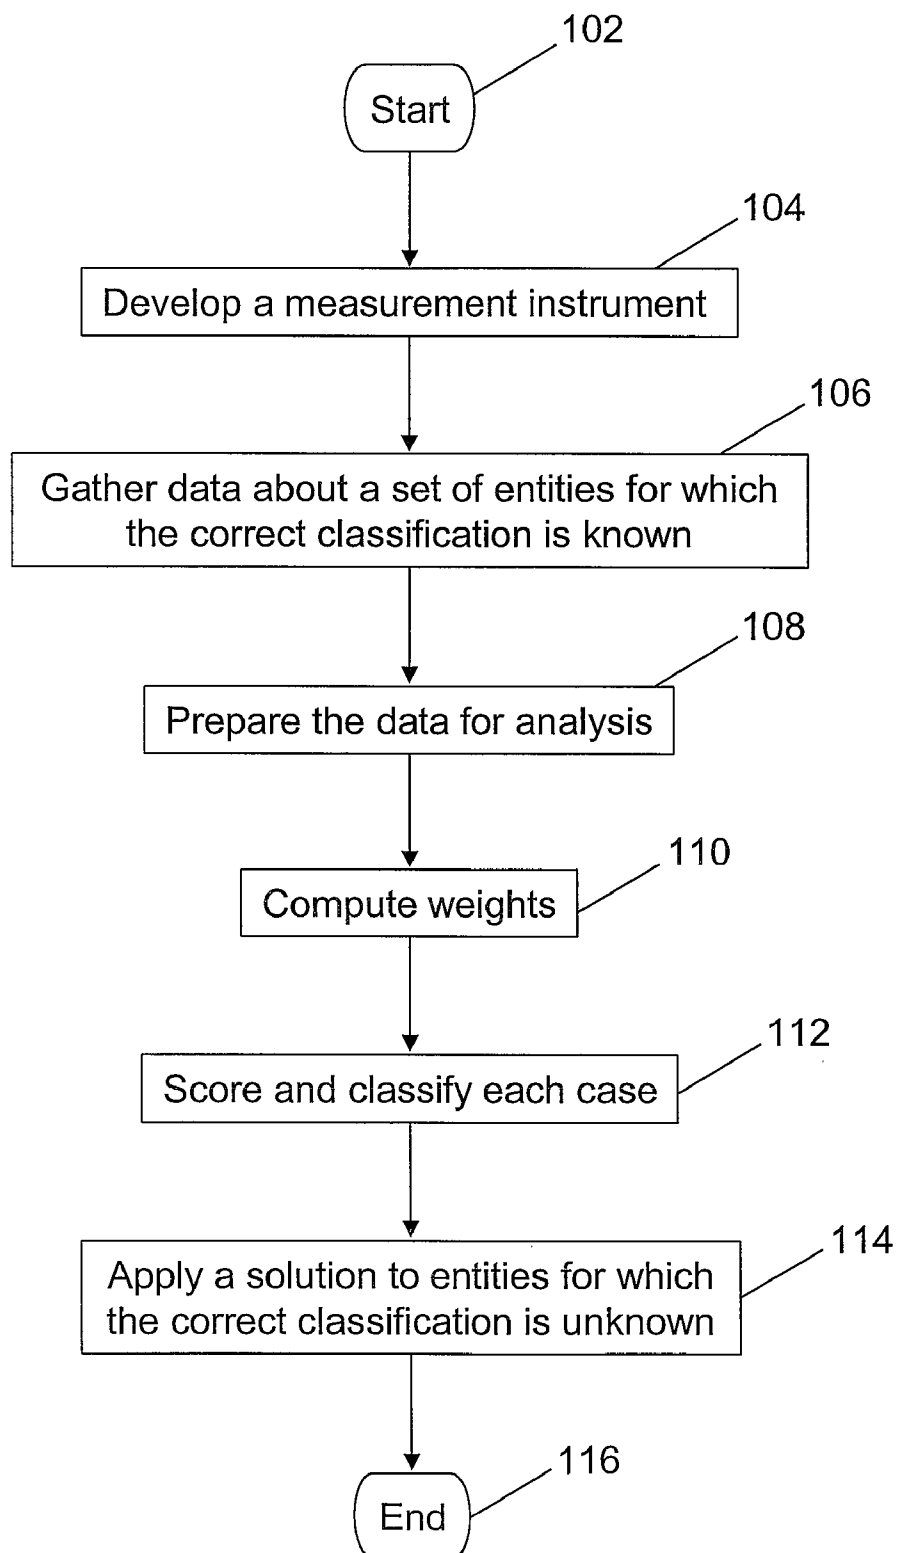 102
Start
104
Develop a measurement instrument
106
Gather data about a set of entities for which
the correct classification is known
108
Prepare the data for analysis
110
Compute weights
112
Score and classify each case
114
Apply a solution to entities for which
the correct classification is unknown
116
End